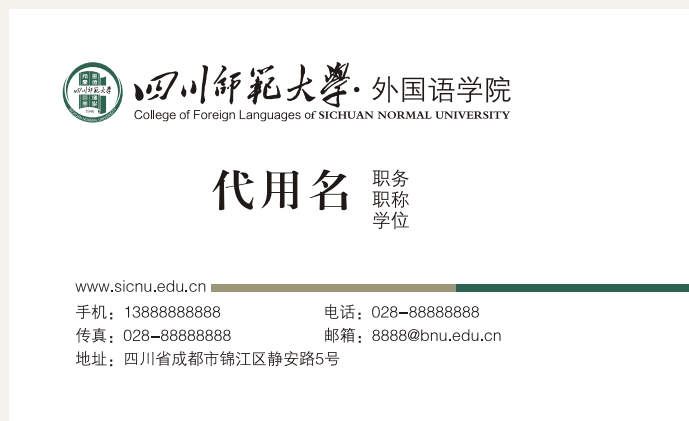 四川師範大學·外国语学院
College of Foreign Languages of SICHUAN NORMAL UNIVERSITY
代用名
职务
职称
学位
www.sicnu.edu.cn
手机：13888888888 电话：028-88888888
传真：028-88888888 邮箱：8888@bnu.edu.cn
地址：四川省成都市锦江区静安路5号